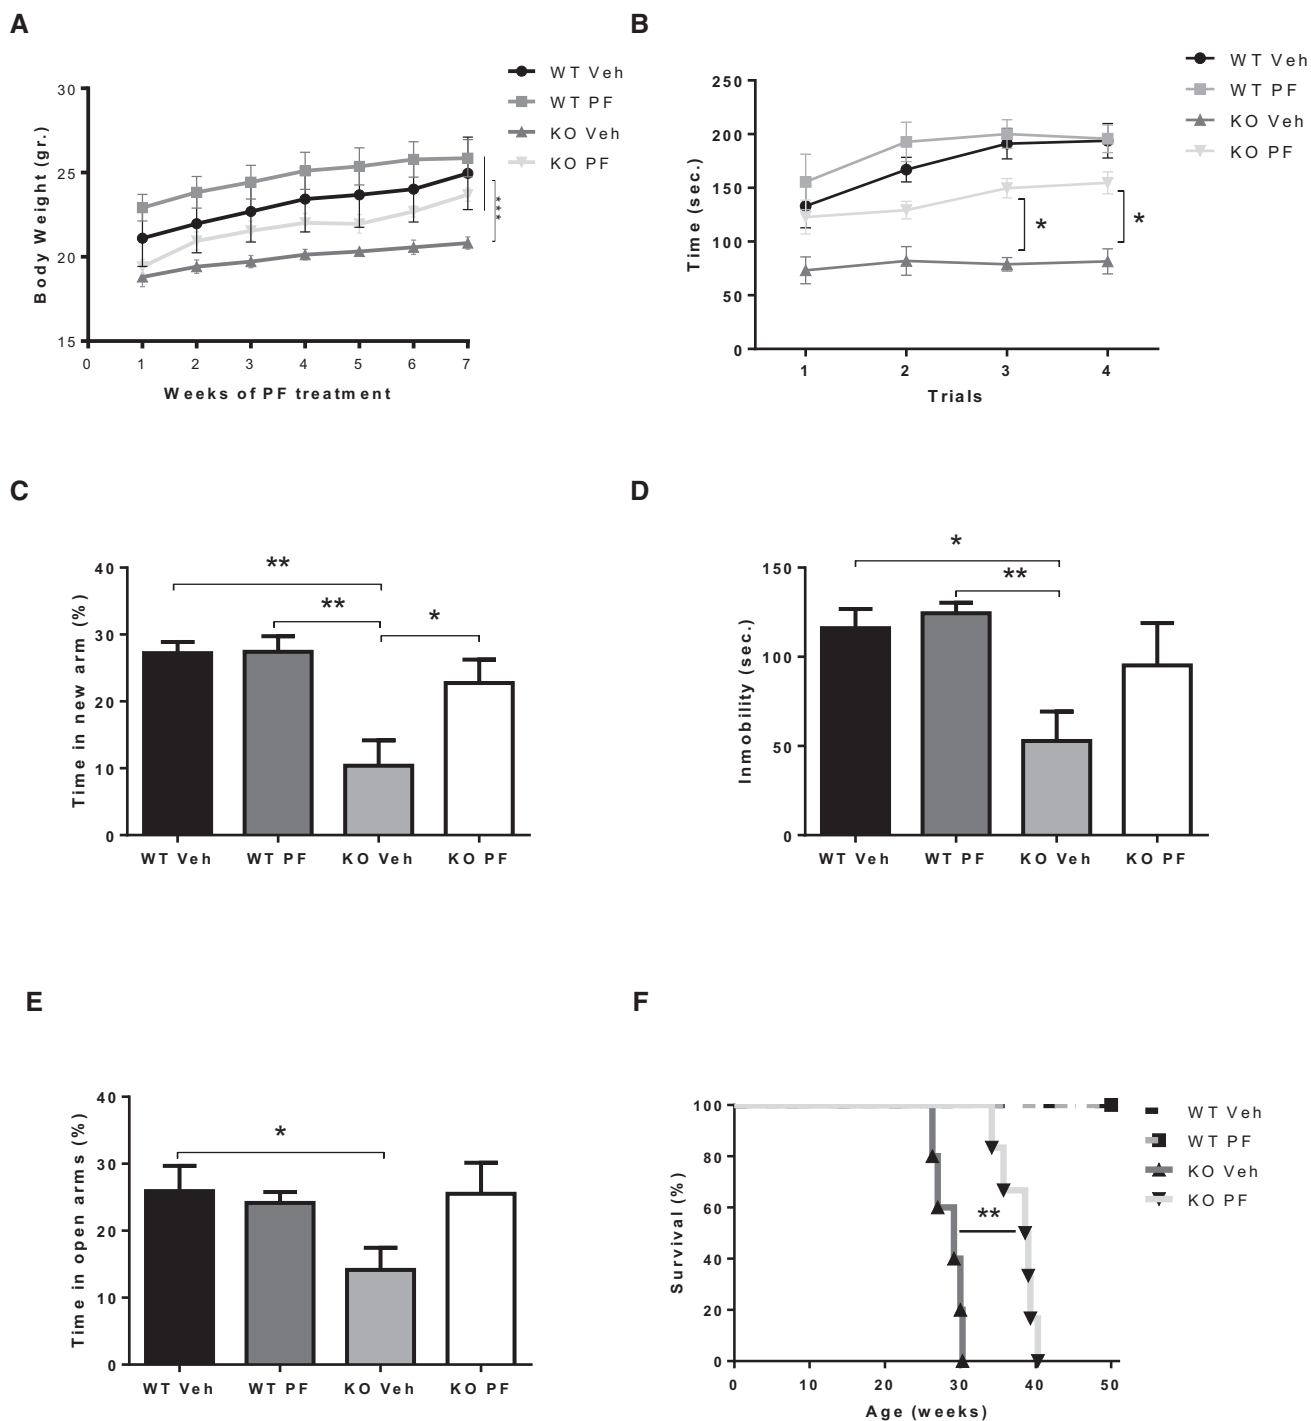 A
WT Veh
WT PF
KO Veh
KO PF
30
25
20
15
Body Weight (gr.)
***
0 1 2 3 4 5 6 7
Weeks of PF treatment
B
WT Veh
WT PF
KO Veh
KO PF
250
200
150
100
50
0
Time (sec.)
*
*
1 2 3 4
Trials
C
40
30
20
10
0
Time in new arm (%)
**
**
*
WT Veh WT PF KO Veh KO PF
D
150
100
50
0
Inmobility (sec.)
*
**
WT Veh WT PF KO Veh KO PF
E
40
30
20
10
0
Time in open arms (%)
*
WT Veh WT PF KO Veh KO PF
F
100
80
60
40
20
0
Survival (%)
**
WT Veh
WT PF
KO Veh
KO PF
0 10 20 30 40 50
Age (weeks)